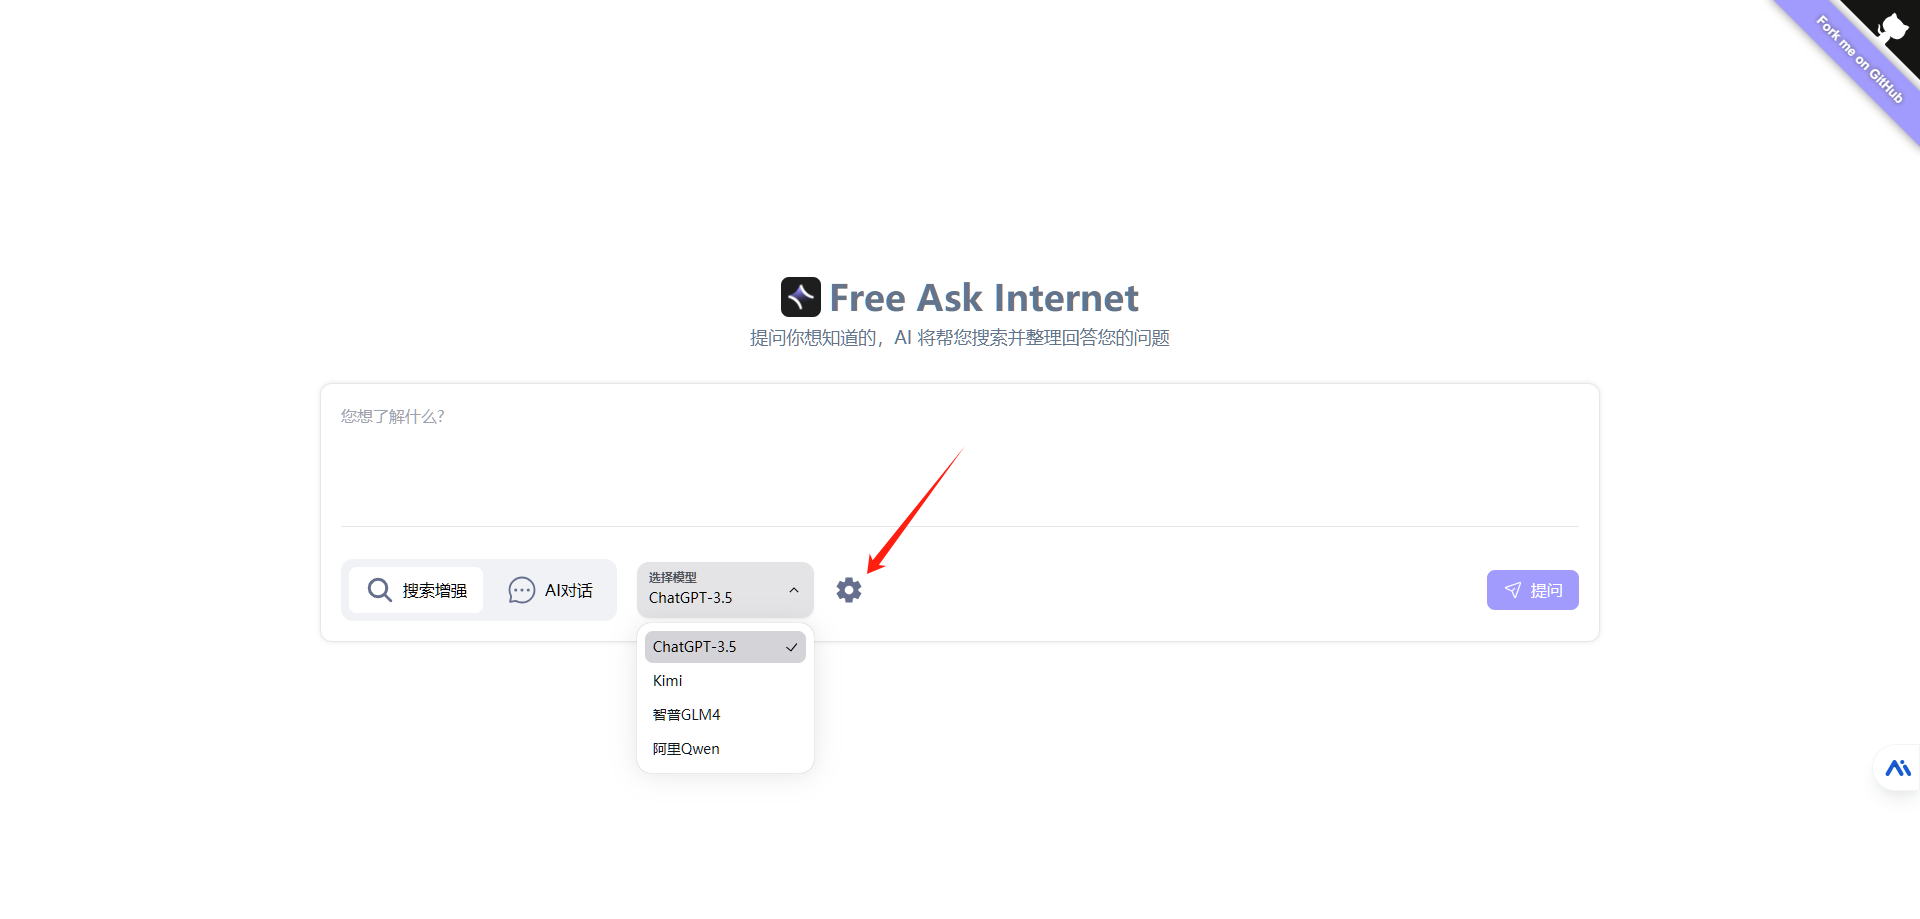 Fork me on GitHub
Free Ask Internet
提问你想知道的，AI 将帮您搜索并整理回答您的问题
您想了解什么?
搜索增强
AI对话
选择模型
ChatGPT-3.5
提问
ChatGPT-3.5
Kimi
智普GLM4
阿里Qwen